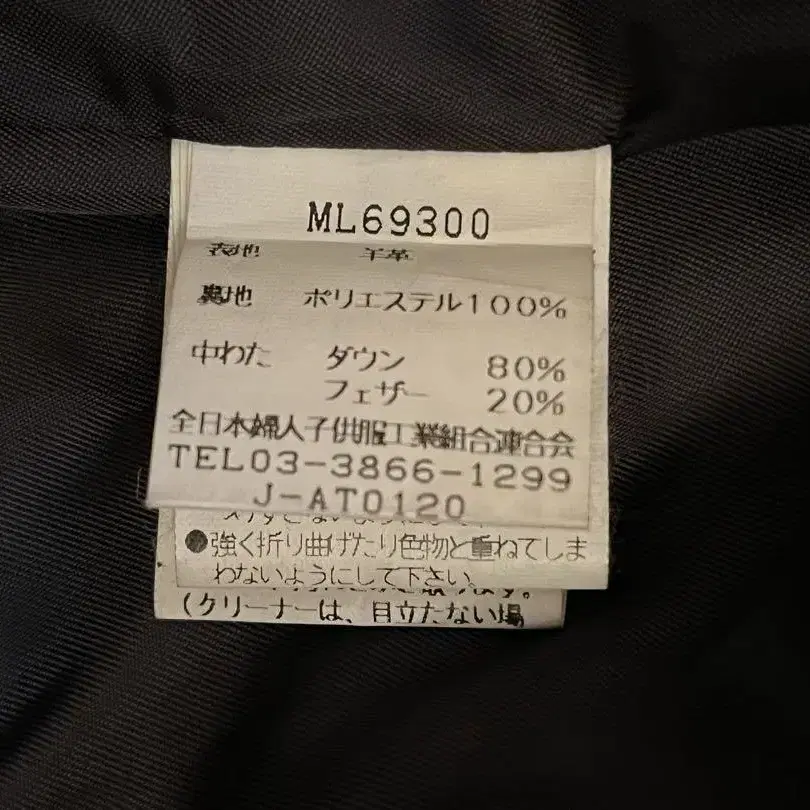 ML69300
表地 羊革
裏地 ポリエステル100%
中わた ダウン 80%
フェザー 20%
全日本婦人子供服工業組合連合会
TEL03-3866-1299
J-AT0120
●強く折り曲げたり色物と重ねてしま
わないようにして下さい。
(クリーナーは、目立たない場